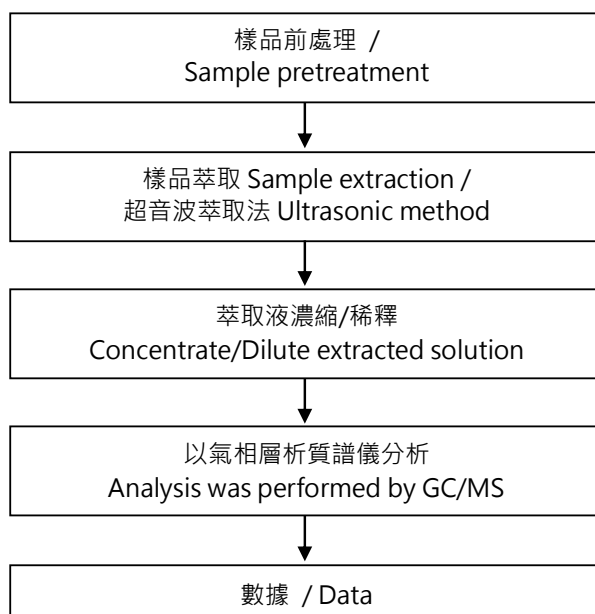 樣品前處理 /
Sample pretreatment
樣品萃取 Sample extraction /
超音波萃取法 Ultrasonic method
萃取液濃縮/稀釋
Concentrate/Dilute extracted solution
以氣相層析質譜儀分析
Analysis was performed by GC/MS
數據 / Data